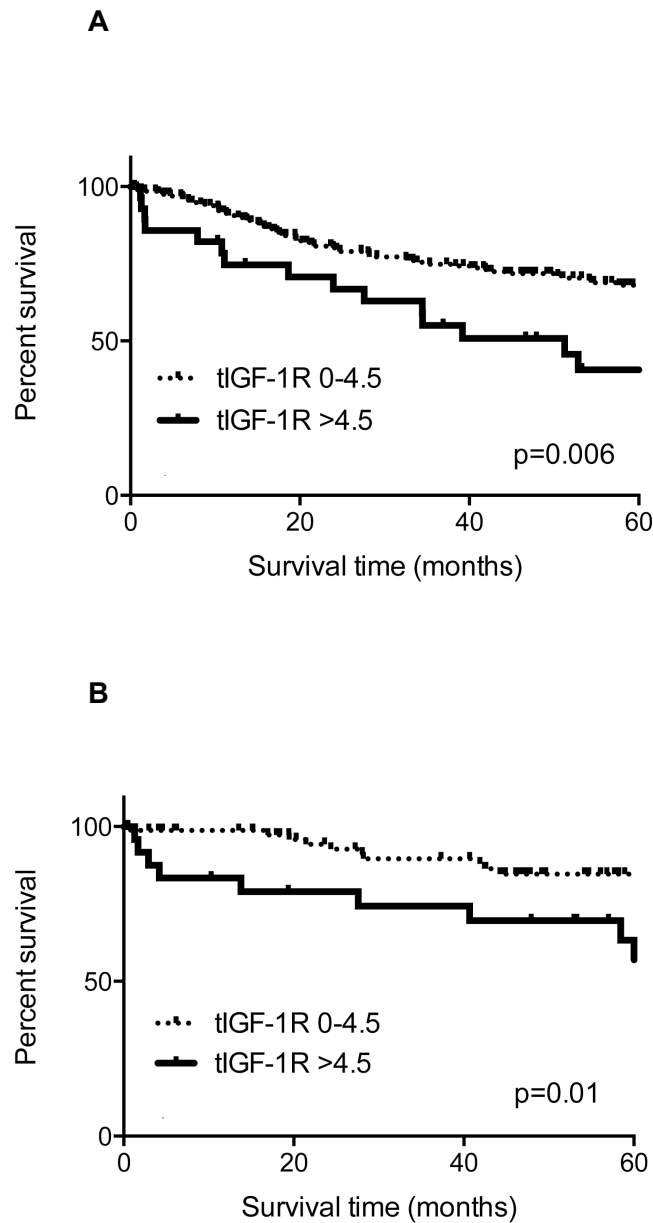 A
100
50
0
0
20
40
60
Percent survival
Survival time (months)
tIGF-1R 0-4.5
tIGF-1R >4.5
p=0.006
B
100
50
0
0
20
40
60
Percent survival
Survival time (months)
tIGF-1R 0-4.5
tIGF-1R >4.5
p=0.01